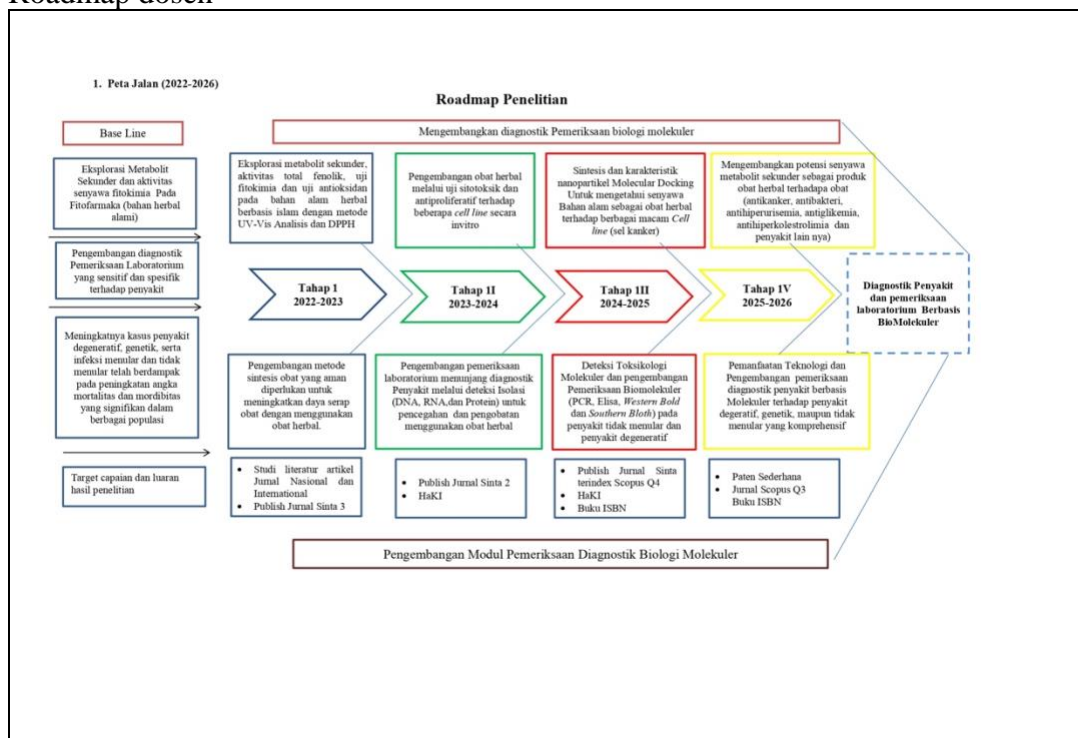 Roadmap dosen
1. Peta Jalan (2022-2026)
Roadmap Penelitian
Base Line
Mengembangkan diagnostik Pemeriksaan biologi molekuler
Eksplorasi Metabolit
Sekunder dan aktivitas
senyawa fitokimia Pada
Fitofarmaka (bahan herbal
alami)
Eksplorasi metabolit sekunder,
aktivitas total fenolik, uji
fitokimia dan uji antioksidan
pada bahan alam herbal
berbasis islam dengan metode
UV-Vis Analisis dan DPPH
Pengembangan obat herbal
melalui uji sitotoksik dan
antiproliferatif terhadap
beberapa cell line secara
invitro
Sintesis dan karakteristik
nanopartikel Molecular Docking
Untuk mengetahui senyawa
Bahan alam sebagai obat herbal
terhadap berbagai macam Cell
line (sel kanker)
Mengembangkan potensi senyawa
metabolit sekunder sebagai produk
obat herbal terhadapa obat
(antikanker, antibakteri,
antihiperurisemia, antiglikemia,
antihiperkolestrolimia dan
penyakit lain nya)
Pengembangan diagnostik
Pemeriksaan Laboratorium
yang sensitif dan spesifik
terhadap penyakit
Tahap 1
2022-2023
Tahap 1I
2023-2024
Tahap 1II
2024-2025
Tahap 1V
2025-2026
Diagnostik Penyakit
dan pemeriksaan
laboratorium Berbasis
BioMolekuler
Meningkatnya kasus penyakit
degeneratif, genetik, serta
infeksi menular dan tidak
menular telah berdampak
pada peningkatan angka
mortalitas dan mordibitas
yang signifikan dalam
berbagai populasi
Pengembangan metode
sintesis obat yang aman
diperlukan untuk
meningkatkan daya serap
obat dengan menggunakan
obat herbal.
Pengembangan pemeriksaan
laboratorium menunjang diagnostik
Penyakit melalui deteksi Isolasi
(DNA, RNA,dan Protein) untuk
pencegahan dan pengobatan
menggunakan obat herbal
Deteksi Toksikologi
Molekuler dan pengembangan
Pemeriksaan Biomolekuler
(PCR, Elisa, Western Bold
dan Southern Bloth) pada
penyakit tidak menular dan
penyakit degeneratif
Pemanfaatan Teknologi dan
Pengembangan pemeriksaan
diagnostik penyakit berbasis
Molekuler terhadap penyakit
degeratif, genetik, maupun tidak
menular yang komprehensif
Target capaian dan luaran
hasil penelitian
• Studi literatur artikel
Jurnal Nasional dan
International
• Publish Jurnal Sinta 3
• Publish Jurnal Sinta 2
• HaKI
• Publish Jurnal Sinta
terindex Scopus Q4
• HaKI
• Buku ISBN
• Paten Sederhana
• Jurnal Scopus Q3
Buku ISBN
Pengembangan Modul Pemeriksaan Diagnostik Biologi Molekuler